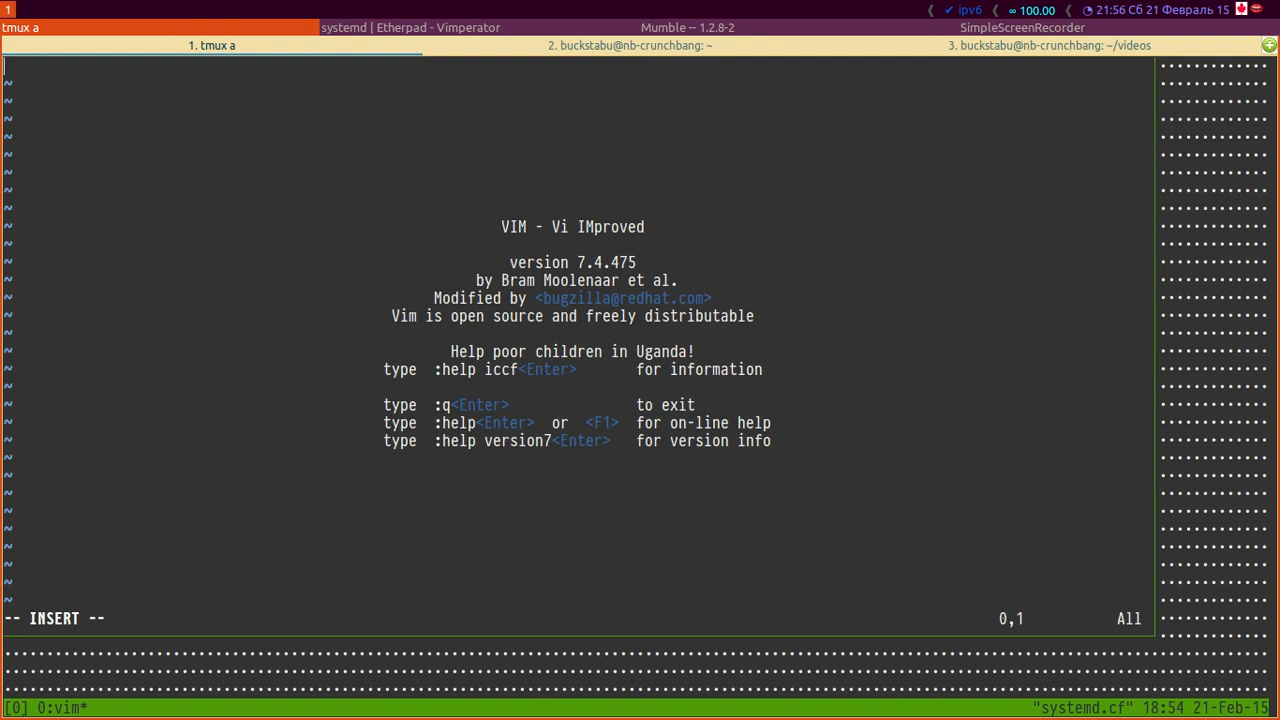 1
ipv6 ∞ 100.00 21:56 Сб 21 Февраль 15
tmux a systemd | Etherpad - Vimperator Mumble -- 1.2.8-2 SimpleScreenRecorder
1. tmux a 2. buckstabu@nb-crunchbang: ~ 3. buckstabu@nb-crunchbang: ~/videos
VIM - Vi IMproved
version 7.4.475
by Bram Moolenaar et al.
Modified by <bugzilla@redhat.com>
Vim is open source and freely distributable
Help poor children in Uganda!
type :help iccf<Enter> for information
type :q<Enter> to exit
type :help<Enter> or <F1> for on-line help
type :help version7<Enter> for version info
-- INSERT -- 0,1 All
[0] 0:vim* "systemd.cf" 18:54 21-Feb-15